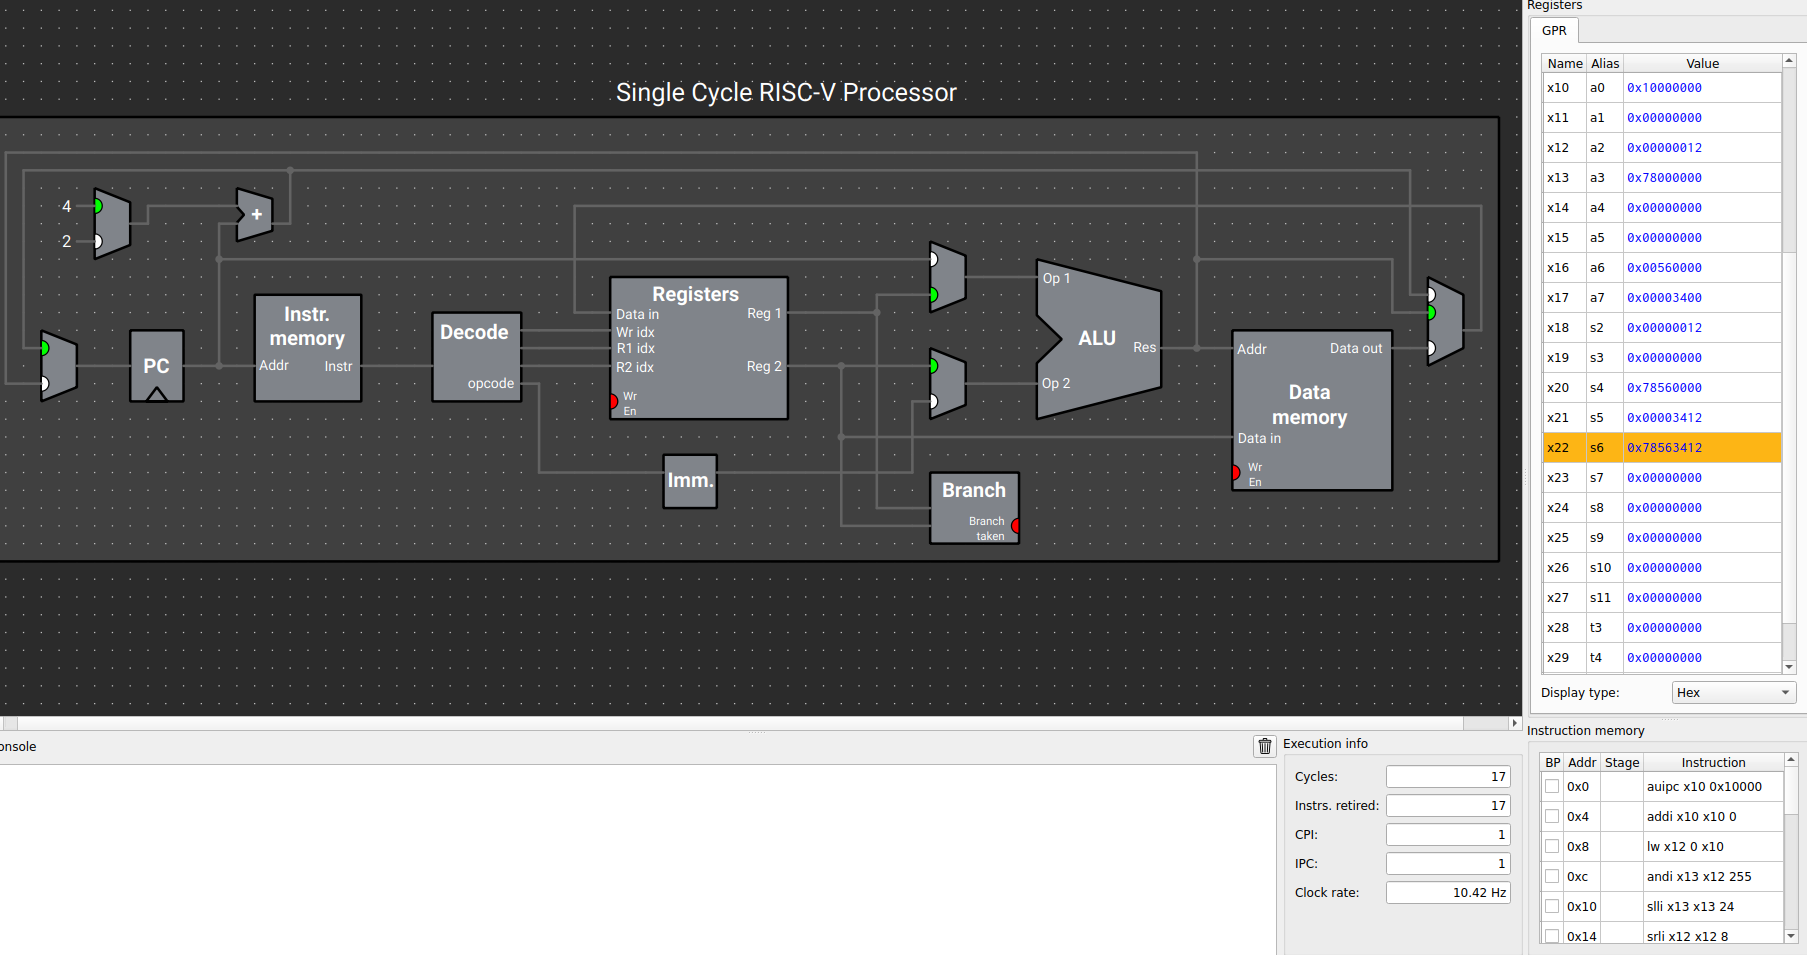 Single Cycle RISC-V Processor
4
2
+
PC
Instr.
memory
Addr
Instr
Decode
opcode
Registers
Data in
Wr idx
R1 idx
R2 idx
Wr
En
Reg 1
Reg 2
Imm.
Op 1
Op 2
ALU
Res
Branch
Branch
taken
Addr
Data out
Data
memory
Data in
Wr
En
Registers
GPR
Name Alias Value
x10 a0 0x10000000
x11 a1 0x00000000
x12 a2 0x00000012
x13 a3 0x78000000
x14 a4 0x00000000
x15 a5 0x00000000
x16 a6 0x00560000
x17 a7 0x00003400
x18 s2 0x00000012
x19 s3 0x00000000
x20 s4 0x78560000
x21 s5 0x00003412
x22 s6 0x78563412
x23 s7 0x00000000
x24 s8 0x00000000
x25 s9 0x00000000
x26 s10 0x00000000
x27 s11 0x00000000
x28 t3 0x00000000
x29 t4 0x00000000
Display type: Hex
onsole
Execution info
Cycles: 17
Instrs. retired: 17
CPI: 1
IPC: 1
Clock rate: 10.42 Hz
Instruction memory
BP Addr Stage Instruction
0x0 auipc x10 0x10000
0x4 addi x10 x10 0
0x8 lw x12 0 x10
0xc andi x13 x12 255
0x10 slli x13 x13 24
0x14 srli x12 x12 8